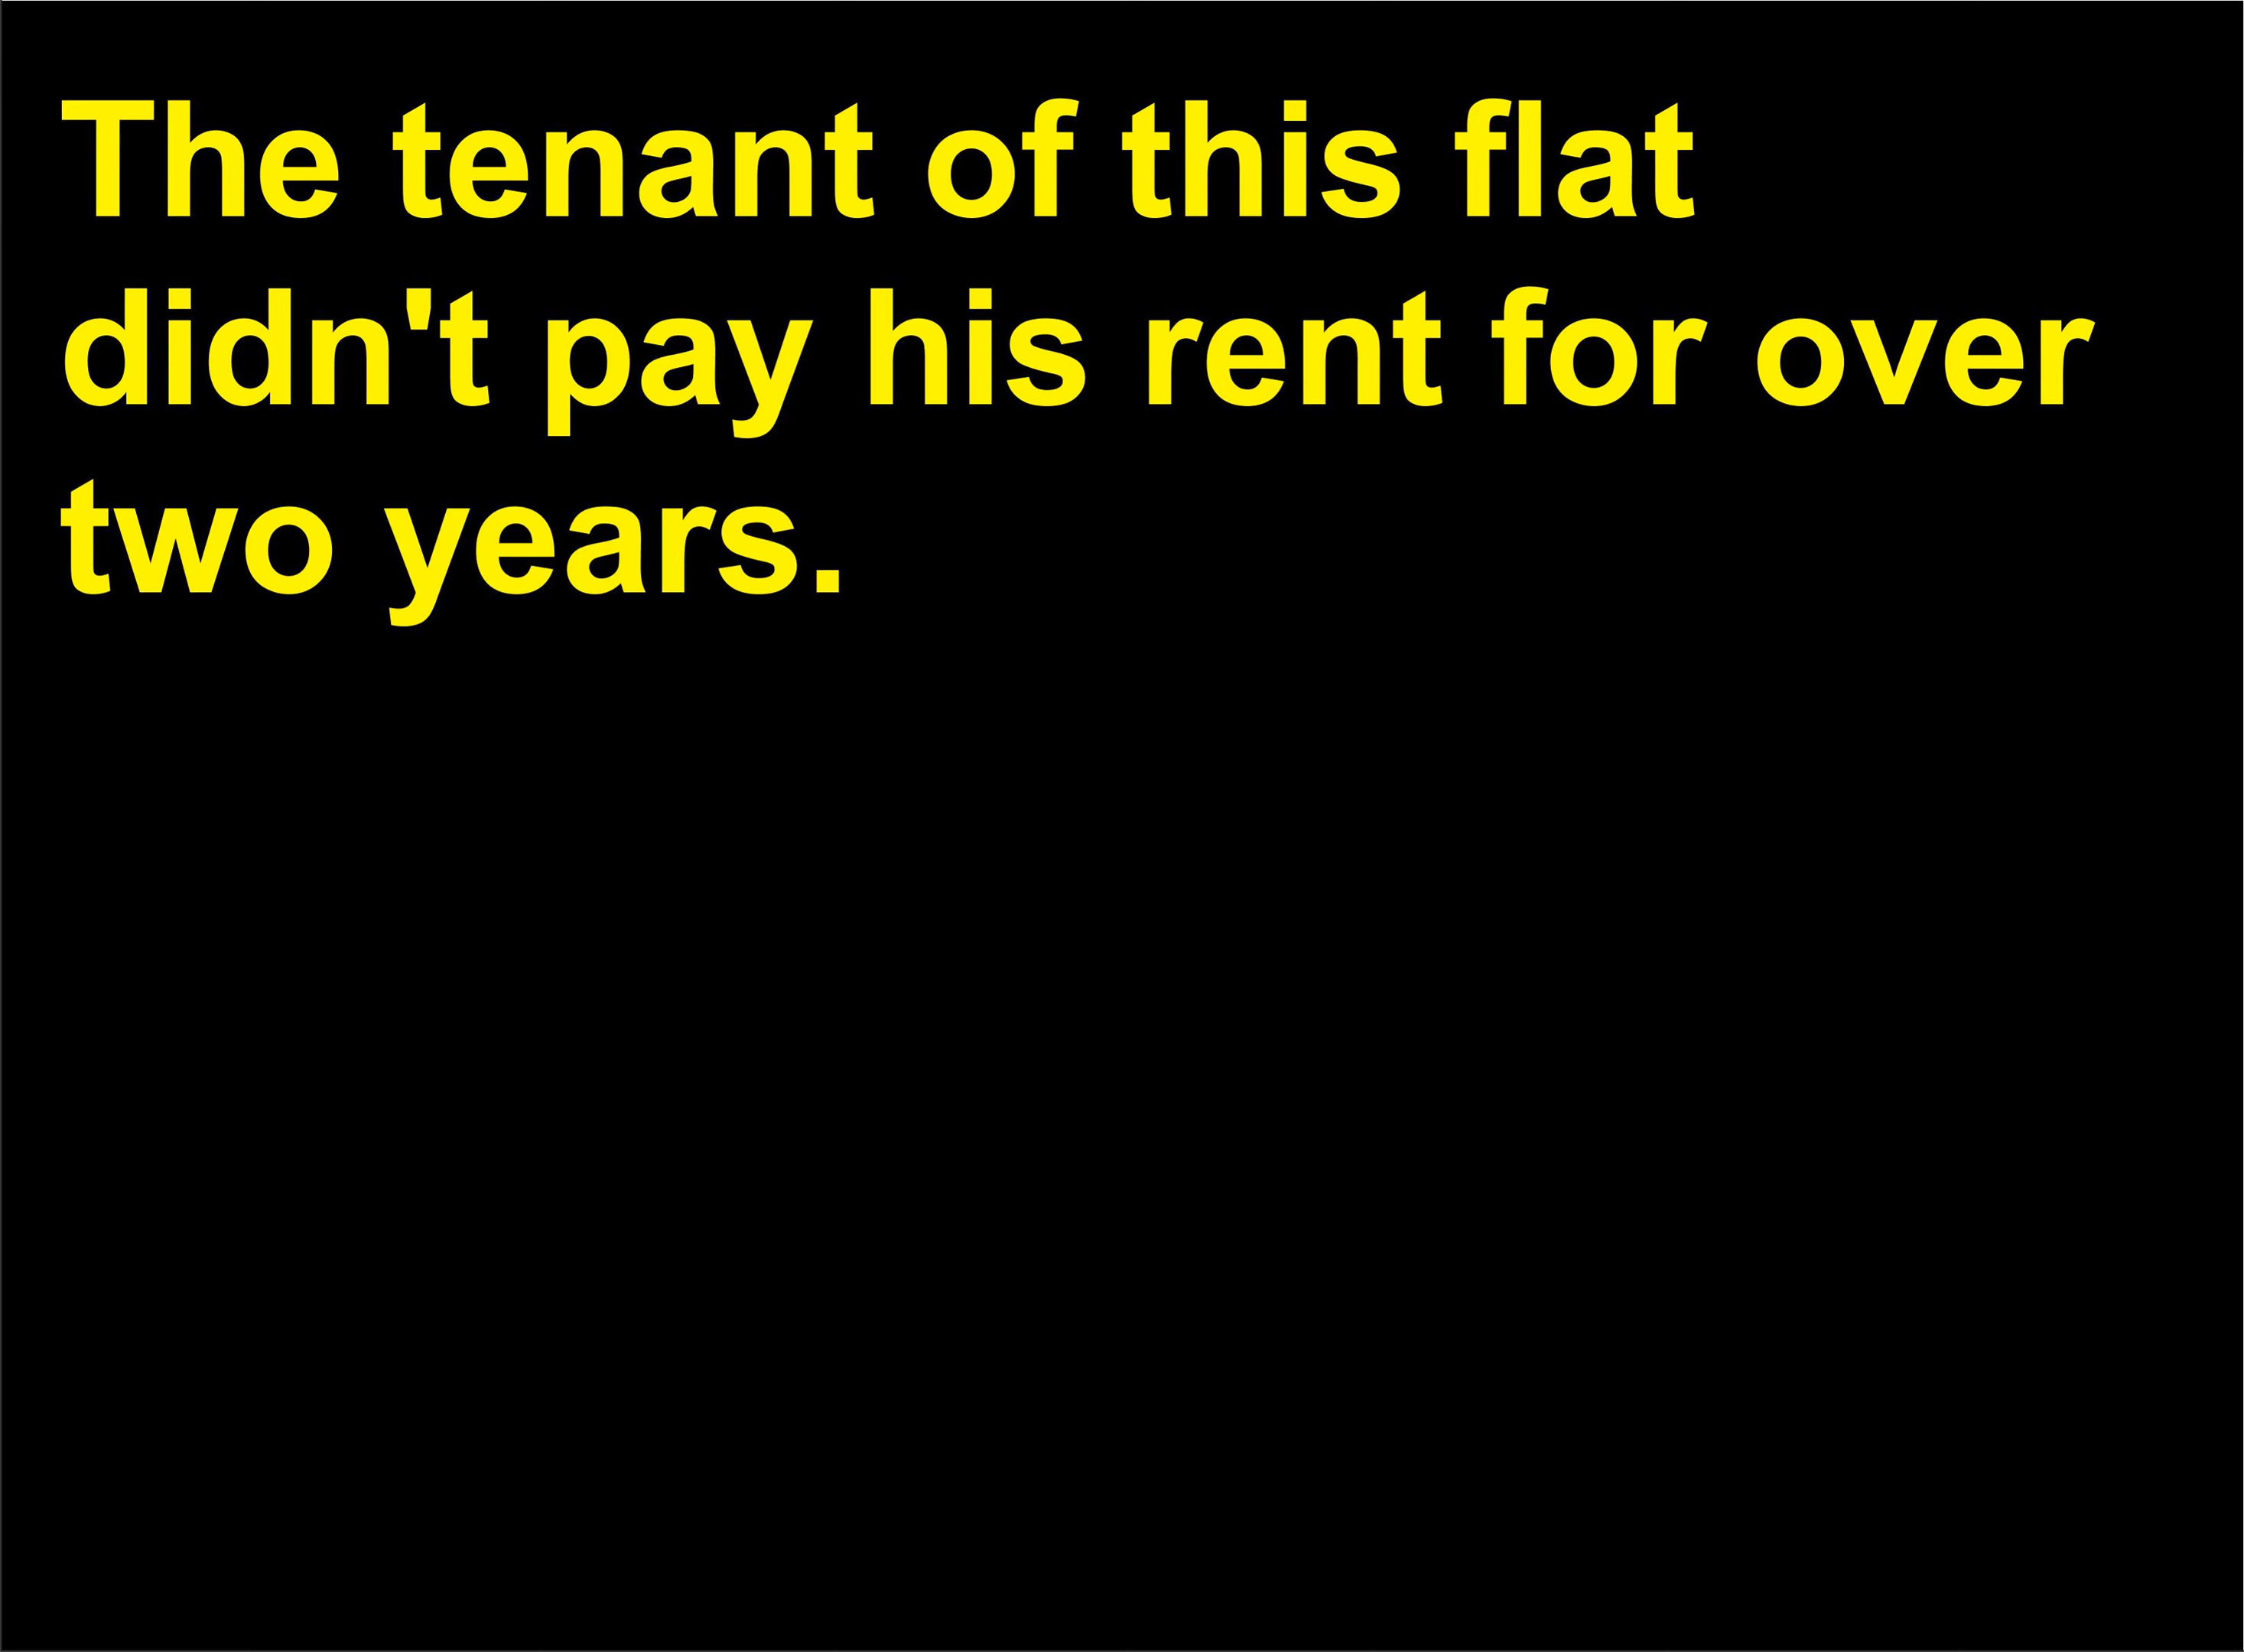 The tenant of this flat
didn't pay his rent for over
two years.